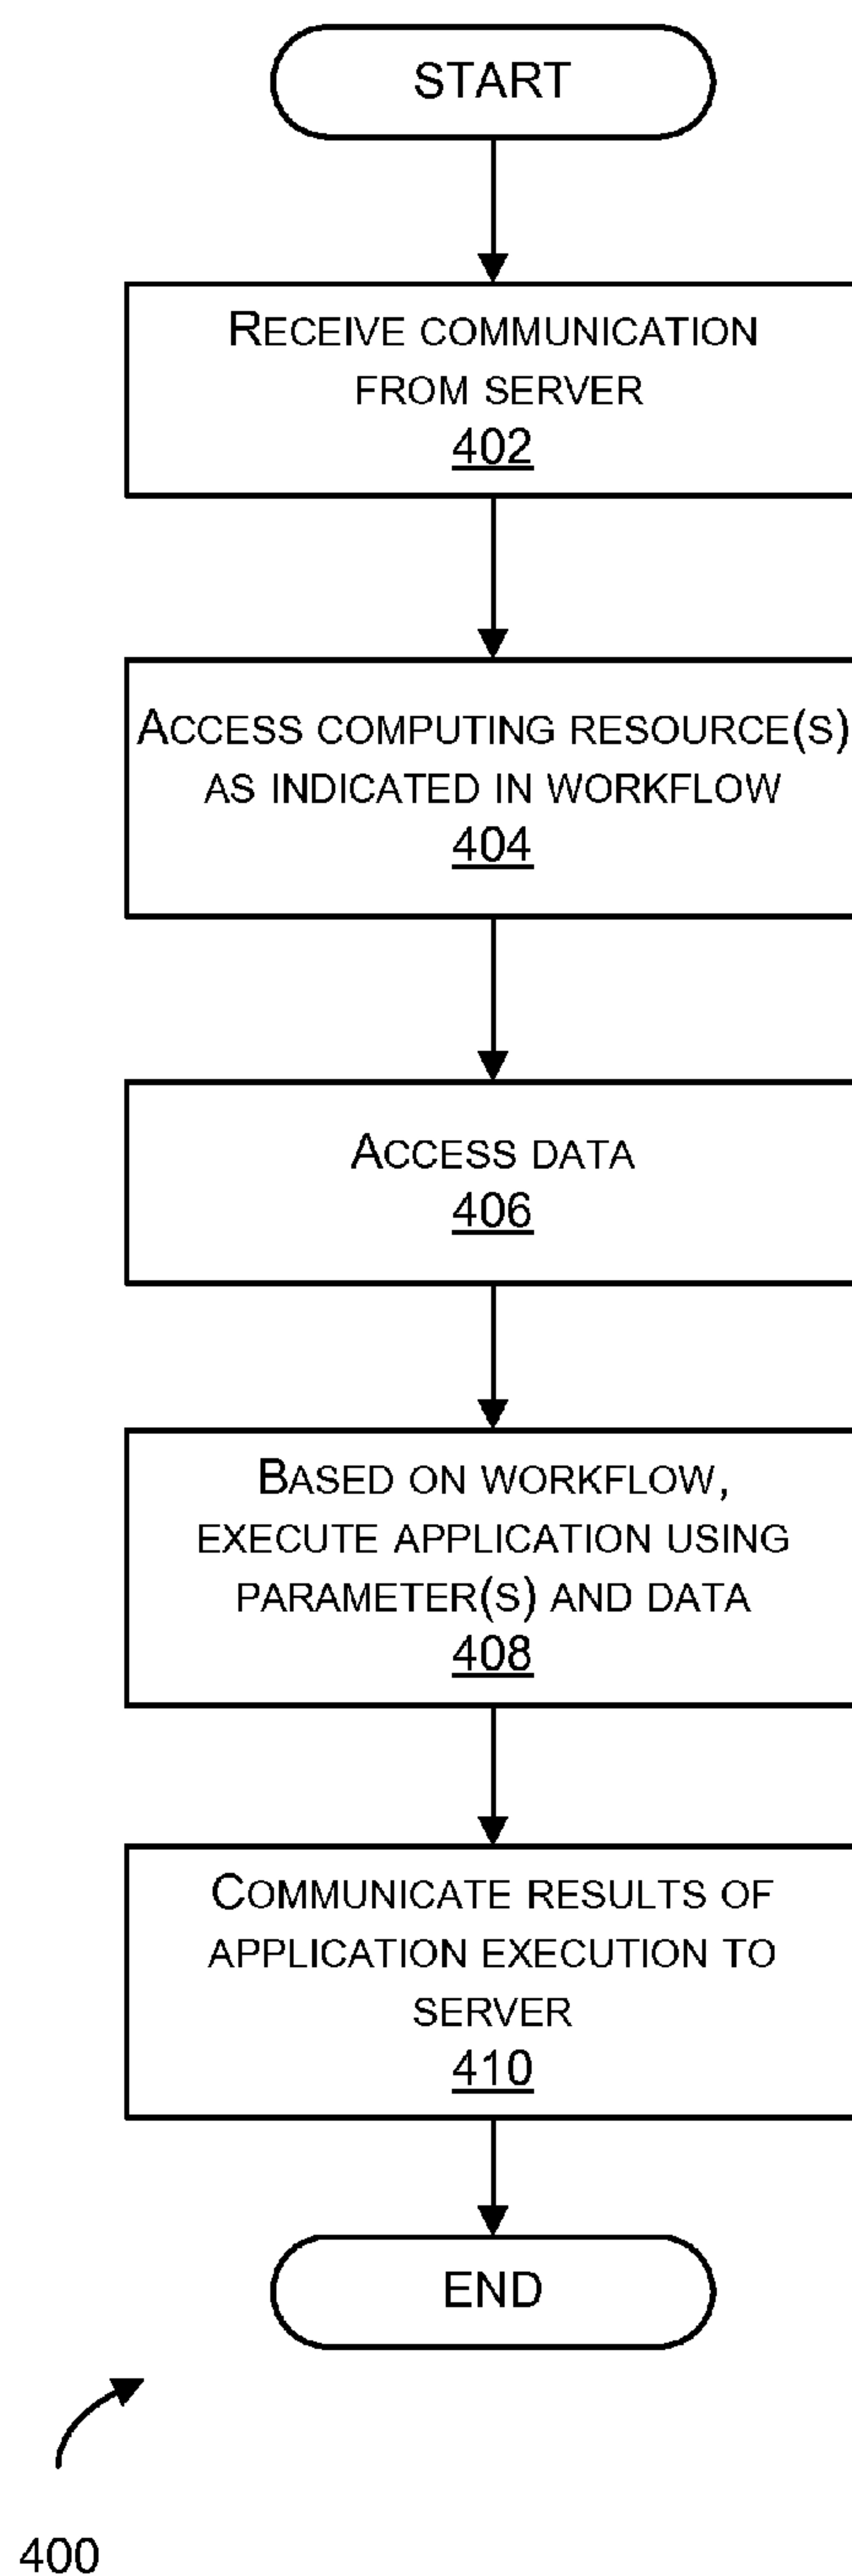 START
RECEIVE COMMUNICATION
FROM SERVER
402
ACCESS COMPUTING RESOURCE(S)
AS INDICATED IN WORKFLOW
404
ACCESS DATA
406
BASED ON WORKFLOW,
EXECUTE APPLICATION USING
PARAMETER(S) AND DATA
408
COMMUNICATE RESULTS OF
APPLICATION EXECUTION TO
SERVER
410
END
400